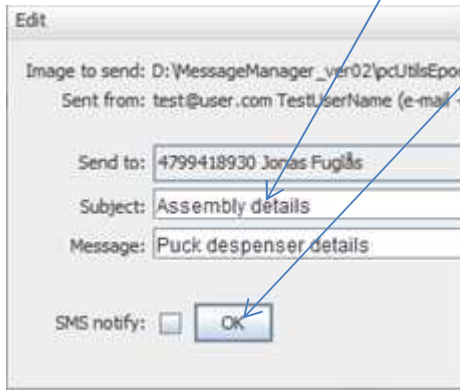 Edit
Image to send: D:\MessageManager_ver02\pcUtilsEpo
Sent from: test@user.com TestUserName (e-mail -
Send to: 4799418930 Jonas Fuglås
Subject: Assembly details
Message: Puck despenser details
SMS notify: OK